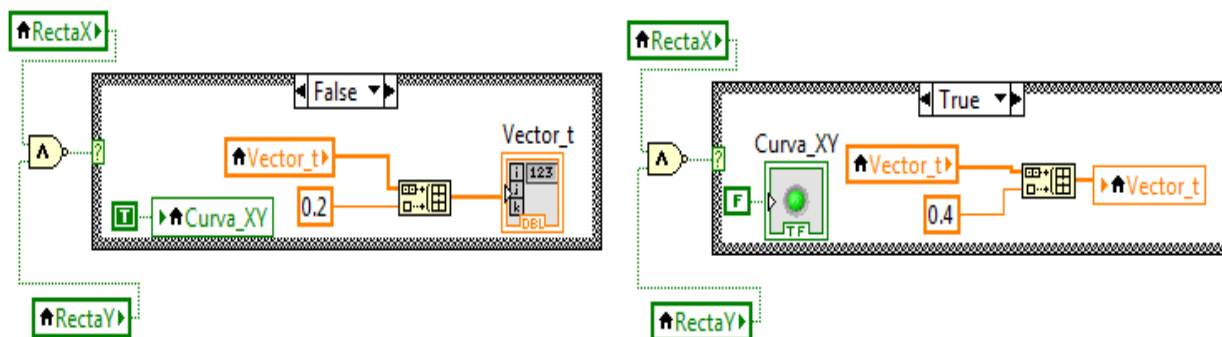 RectaX
False
Vector_t
Vector_t
123
i
j
k
DBL
0.2
T
Curva_XY
?
RectaY
RectaX
True
Curva_XY
Vector_t
Vector_t
F
TF
0.4
?
RectaY